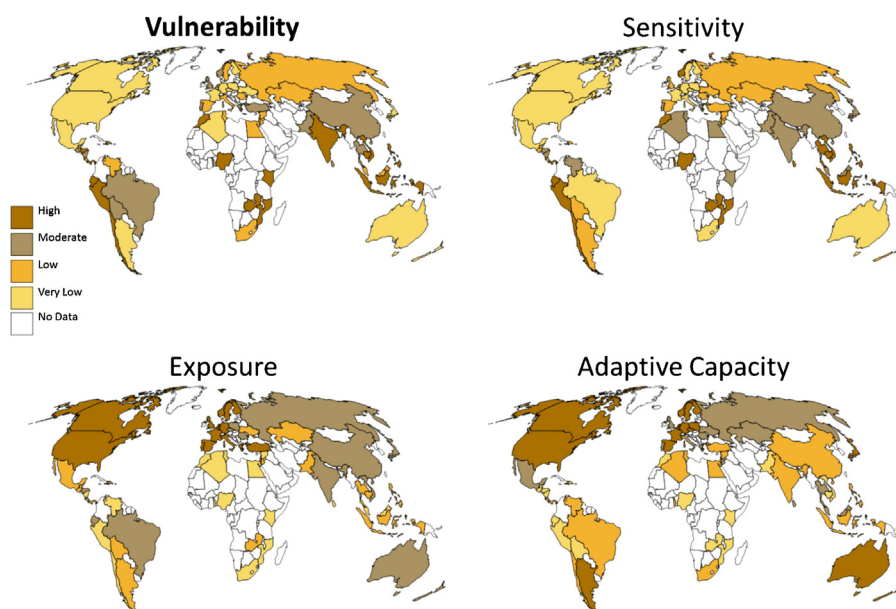 Vulnerability
Sensitivity
High
Moderate
Low
Very Low
No Data
Exposure
Adaptive Capacity